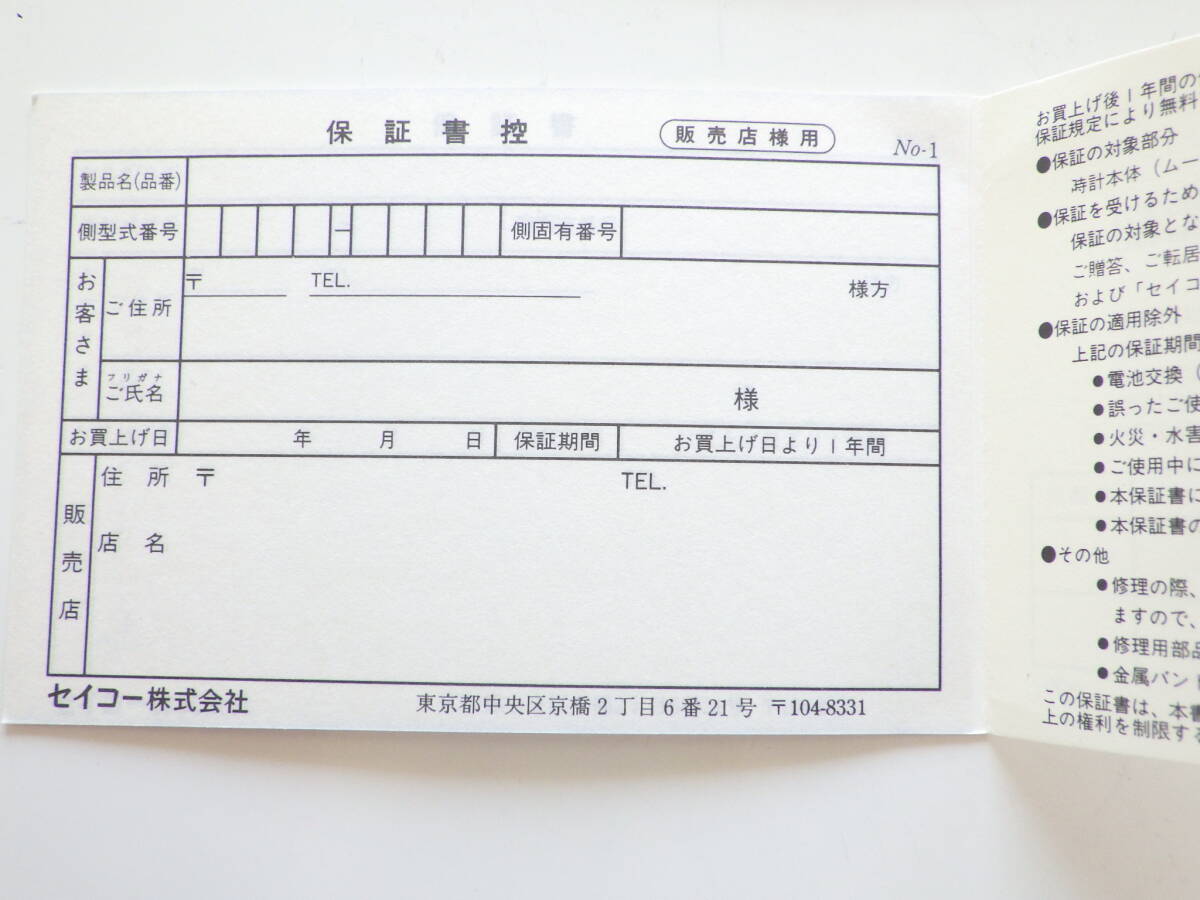 保証書控
販売店様用
No-1
製品名(品番)
側型式番号
－
側固有番号
お客さま
ご住所
〒
TEL.
様方
フリガナ
ご氏名
様
お買上げ日
年 月 日
保証期間
お買上げ日より1年間
販売店
住 所 〒
TEL.
店 名
セイコー株式会社
東京都中央区京橋2丁目6番21号 〒104-8331
お買上げ後1年間の
保証規定により無料
●保証の対象部分
時計本体(ムー
●保証を受けるため
保証の対象とな
ご贈答、ご転居
および「セイコ
●保証の適用除外
上記の保証期間
●電池交換(
●誤ったご使
●火災・水害
●ご使用中に
●本保証書に
●本保証書の
●その他
●修理の際、
ますので、
●修理用部品
●金属バンド
この保証書は、本書
上の権利を制限する